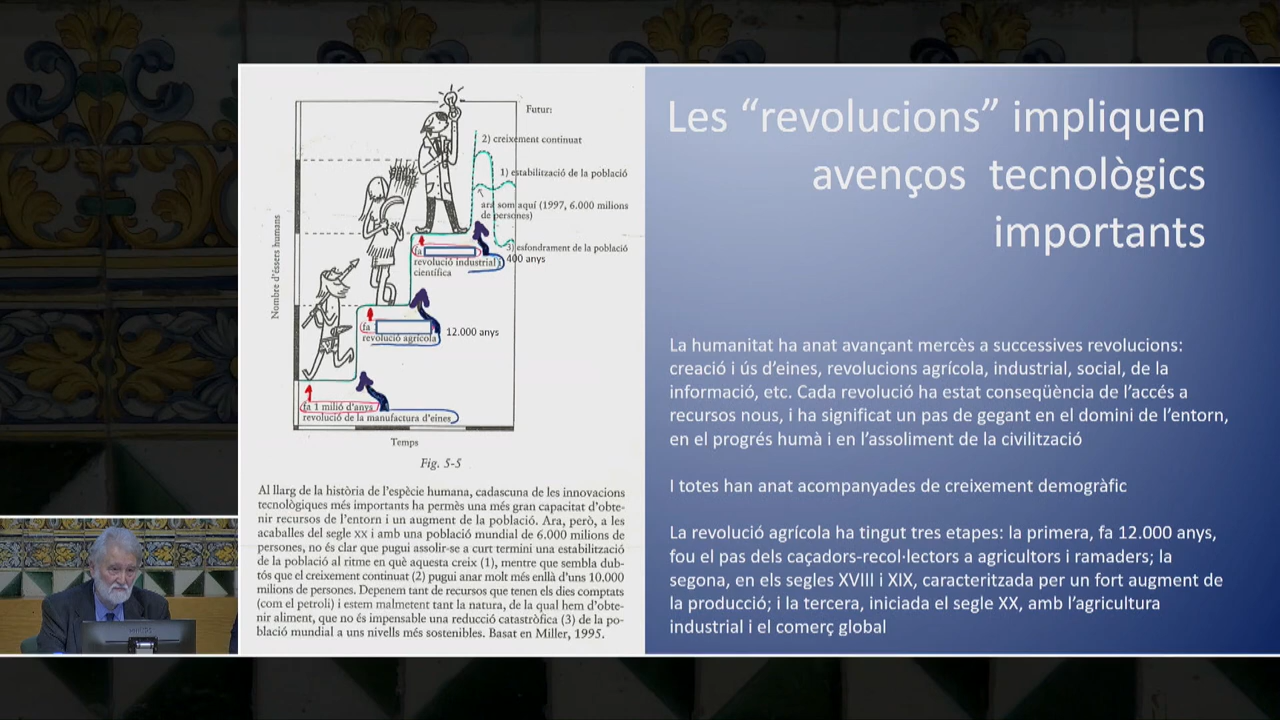 Les “revolucions” impliquen
avenços tecnològics
importants
Futur:
2) creixement continuat
1) estabilització de la població
ara som aquí (1997, 6.000 milions
de persones)
3) esfondrament de la població
400 anys
fa
revolució industrial
científica
12.000 anys
fa
revolució agrícola
fa 1 milió d'anys
revolució de la manufactura d'eines
Nombre d'éssers humans
Temps
Fig. 5-5
Al llarg de la història de l'espècie humana, cadascuna de les innovacions
tecnològiques més importants ha permès una més gran capacitat d'obte-
nir recursos de l'entorn i un augment de la població. Ara, però, a les
acaballes del segle XX i amb una població mundial de 6.000 milions de
persones, no és clar que pugui assolir-se a curt termini una estabilització
de la població al ritme en què aquesta creix (1), mentre que sembla dub-
tós que el creixement continuat (2) pugui anar molt més enllà d'uns 10.000
milions de persones. Depenem tant de recursos que tenen els dies comptats
(com el petroli) i estem malmetent tant la natura, de la qual hem d'obte-
nir aliment, que no és impensable una reducció catastròfica (3) de la po-
blació mundial a uns nivells més sostenibles. Basat en Miller, 1995.
La humanitat ha anat avançant mercès a successives revolucions:
creació i ús d’eines, revolucions agrícola, industrial, social, de la
informació, etc. Cada revolució ha estat conseqüència de l’accés a
recursos nous, i ha significat un pas de gegant en el domini de l’entorn,
en el progrés humà i en l’assoliment de la civilització
I totes han anat acompanyades de creixement demogràfic
La revolució agrícola ha tingut tres etapes: la primera, fa 12.000 anys,
fou el pas dels caçadors-recol·lectors a agricultors i ramaders; la
segona, en els segles XVIII i XIX, caracteritzada per un fort augment de
la producció; i la tercera, iniciada el segle XX, amb l’agricultura
industrial i el comerç global